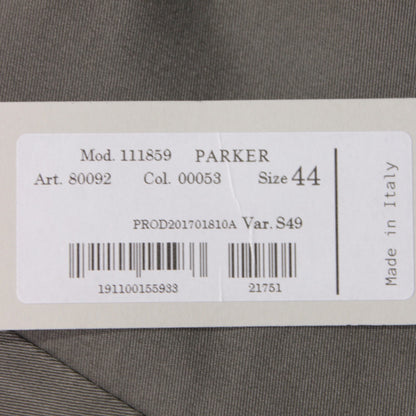 Mod. 111859 PARKER
Art. 80092 Col. 00053 Size 44
PROD201701810A Var. S49
191100155933 21751
Made in Italy